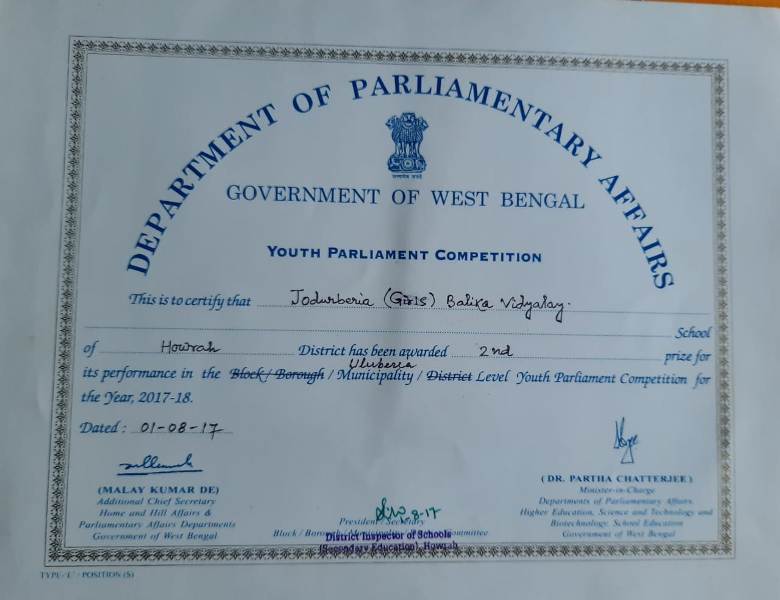 DEPARTMENT OF PARLIAMENTARY AFFAIRS
सत्यमेव जयते
GOVERNMENT OF WEST BENGAL
YOUTH PARLIAMENT COMPETITION
This is to certify that Jodurberia (Girls) Balika Vidyalay.
School
of Howrah District has been awarded 2nd prize for
Uluberia
its performance in the Block / Borough / Municipality / District Level Youth Parliament Competition for
the Year, 2017-18.
Dated : 01-08-17
(MALAY KUMAR DE)
Additional Chief Secretary
Home and Hill Affairs &
Parliamentary Affairs Departments
Government of West Bengal
8-17
President / Secretary
Block / Borough / Committee
District Inspector of Schools
(Secondary Education), Howrah
(DR. PARTHA CHATTERJEE)
Minister-in-Charge
Departments of Parliamentary Affairs,
Higher Education, Science and Technology and
Biotechnology, School Education
Government of West Bengal
TYPE-'L' - POSITION (S)